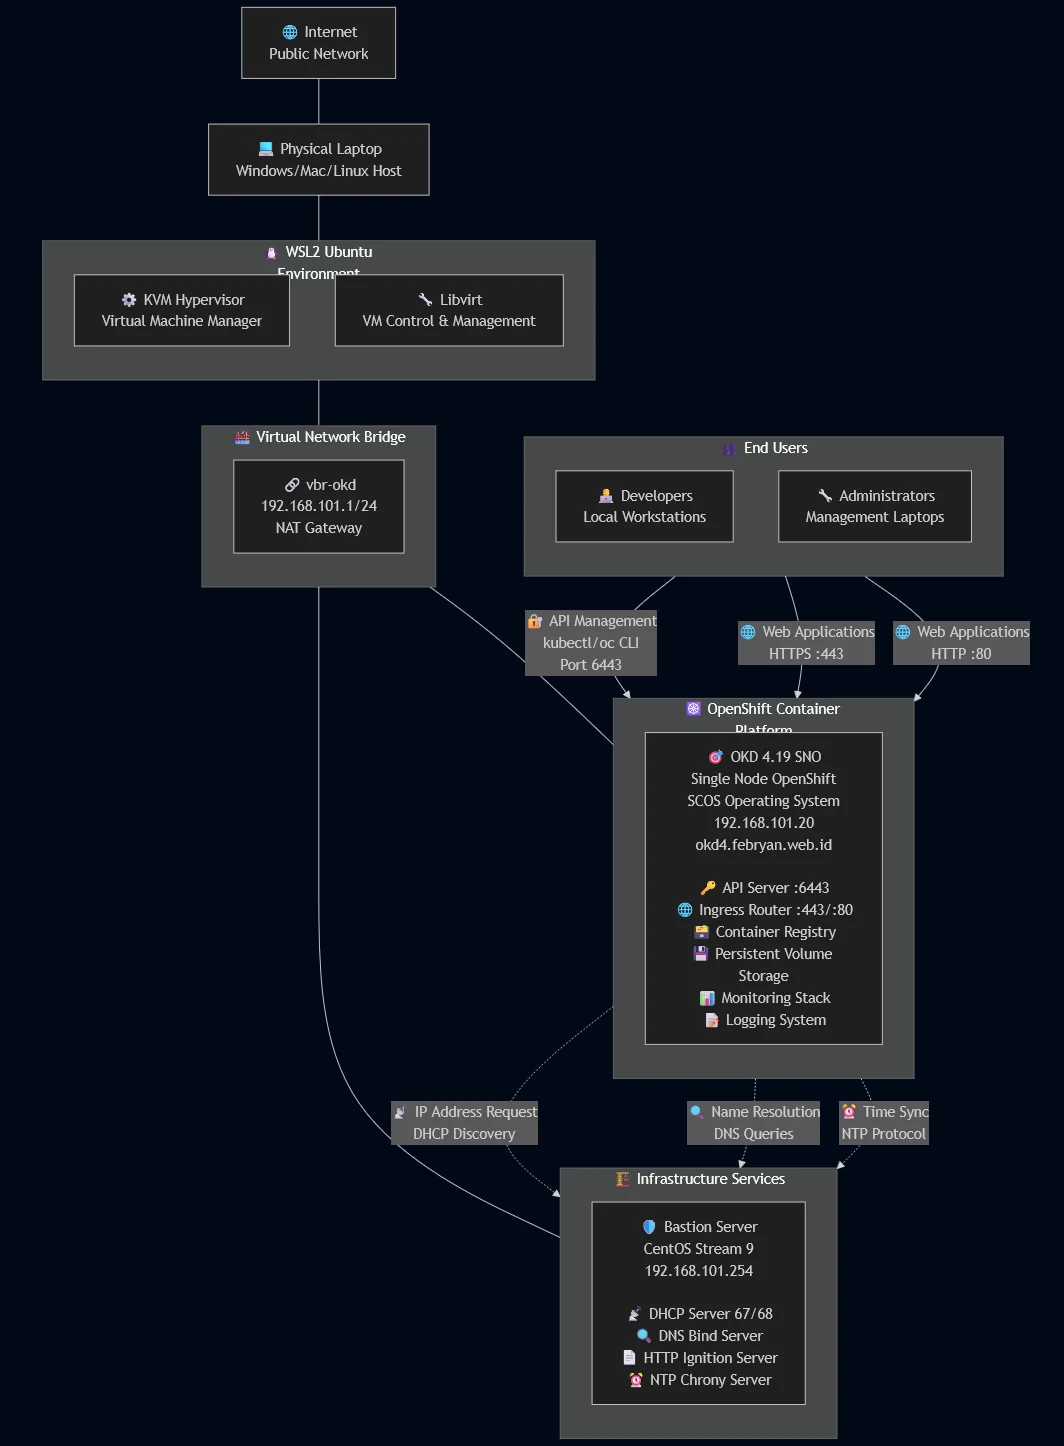 Internet
Public Network
Physical Laptop
Windows/Mac/Linux Host
WSL2 Ubuntu
Environment
KVM Hypervisor
Virtual Machine Manager
Libvirt
VM Control & Management
Virtual Network Bridge
vbr-okd
192.168.101.1/24
NAT Gateway
End Users
Developers
Local Workstations
Administrators
Management Laptops
API Management
kubectl/oc CLI
Port 6443
Web Applications
HTTPS :443
Web Applications
HTTP :80
OpenShift Container
Platform
OKD 4.19 SNO
Single Node OpenShift
SCOS Operating System
192.168.101.20
okd4.febryan.web.id
API Server :6443
Ingress Router :443/:80
Container Registry
Persistent Volume
Storage
Monitoring Stack
Logging System
IP Address Request
DHCP Discovery
Name Resolution
DNS Queries
Time Sync
NTP Protocol
Infrastructure Services
Bastion Server
CentOS Stream 9
192.168.101.254
DHCP Server 67/68
DNS Bind Server
HTTP Ignition Server
NTP Chrony Server